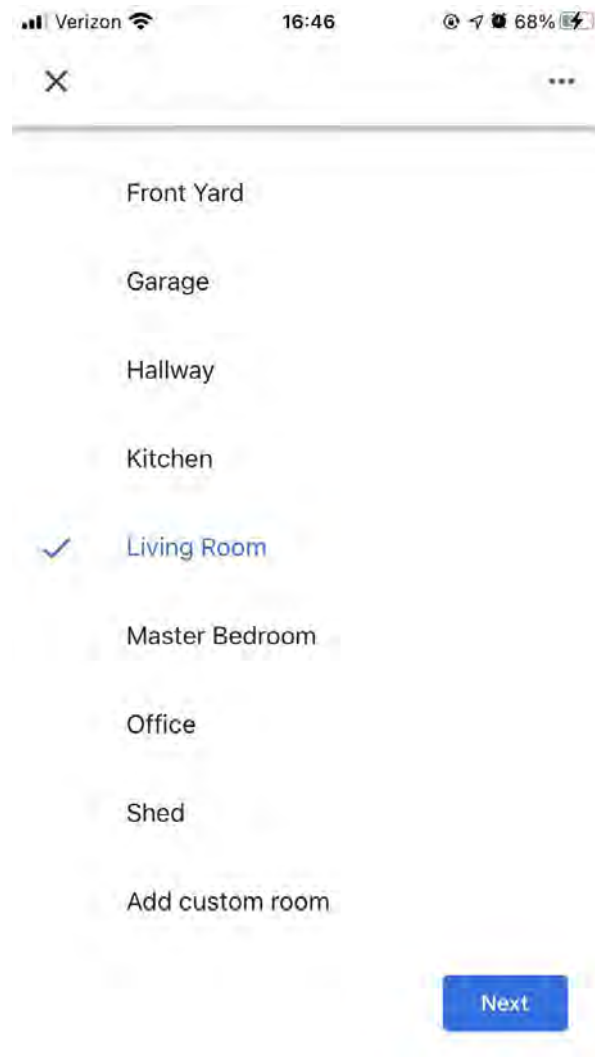 Verizon 16:46 68%
Front Yard
Garage
Hallway
Kitchen
Living Room
Master Bedroom
Office
Shed
Add custom room
Next